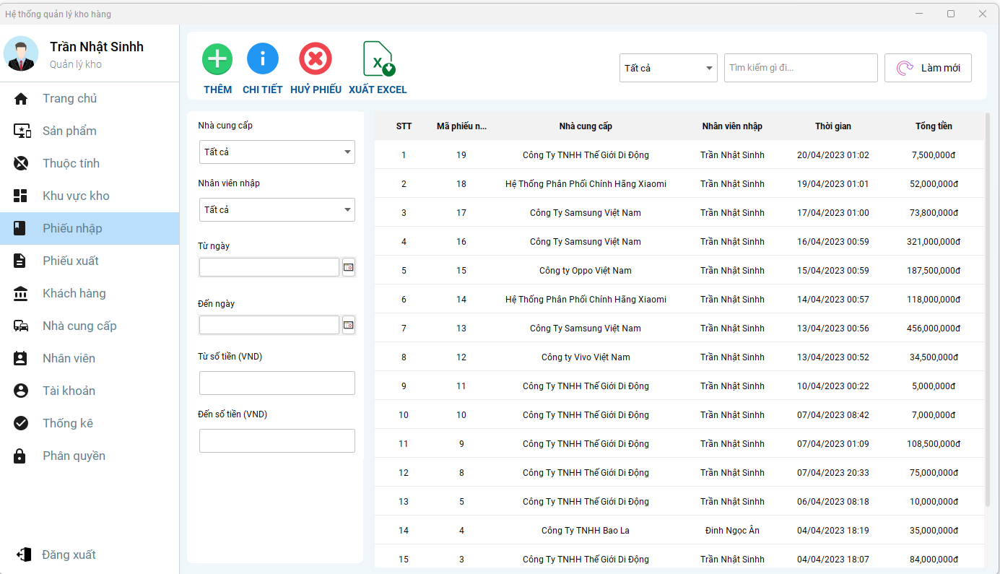 Hệ thống quản lý kho hàng
Trần Nhật Sinhh
Quản lý kho
Trang chủ
Sản phẩm
Thuộc tính
Khu vực kho
Phiếu nhập
Phiếu xuất
Khách hàng
Nhà cung cấp
Nhân viên
Tài khoản
Thống kê
Phân quyền
Đăng xuất
THÊM CHI TIẾT HUỶ PHIẾU XUẤT EXCEL
Tất cả Tìm kiếm gì đi... Làm mới
Nhà cung cấp
Tất cả
Nhân viên nhập
Tất cả
Từ ngày
Đến ngày
Từ số tiền (VND)
Đến số tiền (VND)
STT Mã phiếu n... Nhà cung cấp Nhân viên nhập Thời gian Tổng tiền
1 19 Công Ty TNHH Thế Giới Di Động Trần Nhật Sinhh 20/04/2023 01:02 7,500,000đ
2 18 Hệ Thống Phân Phối Chính Hãng Xiaomi Trần Nhật Sinhh 19/04/2023 01:01 52,000,000đ
3 17 Công Ty Samsung Việt Nam Trần Nhật Sinhh 17/04/2023 01:00 73,800,000đ
4 16 Công Ty Samsung Việt Nam Trần Nhật Sinhh 16/04/2023 00:59 321,000,000đ
5 15 Công ty Oppo Việt Nam Trần Nhật Sinhh 15/04/2023 00:59 187,500,000đ
6 14 Hệ Thống Phân Phối Chính Hãng Xiaomi Trần Nhật Sinhh 14/04/2023 00:57 118,000,000đ
7 13 Công Ty Samsung Việt Nam Trần Nhật Sinhh 13/04/2023 00:56 456,000,000đ
8 12 Công ty Vivo Việt Nam Trần Nhật Sinhh 13/04/2023 00:52 34,500,000đ
9 11 Công Ty TNHH Thế Giới Di Động Trần Nhật Sinhh 10/04/2023 00:22 5,000,000đ
10 10 Công Ty TNHH Thế Giới Di Động Trần Nhật Sinhh 07/04/2023 08:42 7,000,000đ
11 9 Công Ty TNHH Thế Giới Di Động Trần Nhật Sinhh 07/04/2023 01:09 108,500,000đ
12 8 Công Ty TNHH Thế Giới Di Động Trần Nhật Sinhh 07/04/2023 20:33 75,000,000đ
13 5 Công Ty TNHH Thế Giới Di Động Trần Nhật Sinhh 06/04/2023 08:18 10,000,000đ
14 4 Công Ty TNHH Bao La Đinh Ngọc Ân 04/04/2023 18:19 35,000,000đ
15 3 Công Ty TNHH Thế Giới Di Động Trần Nhật Sinhh 04/04/2023 18:07 84,000,000đ